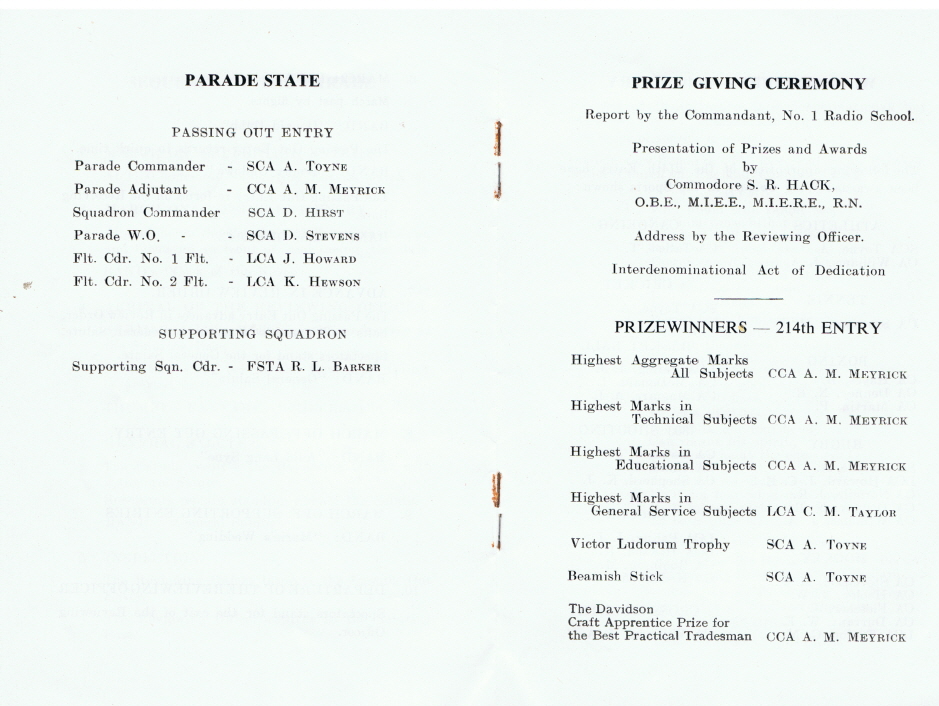 PARADE STATE
PASSING OUT ENTRY
Parade Commander - SCA A. TOYNE
Parade Adjutant - CCA A. M. MEYRICK
Squadron Commander SCA D. HIRST
Parade W.O. - - SCA D. STEVENS
Flt. Cdr. No. 1 Flt. - LCA J. HOWARD
Flt. Cdr. No. 2 Flt. - LCA K. HEWSON
SUPPORTING SQUADRON
Supporting Sqn. Cdr. - FSTA R. L. BARKER
PRIZE GIVING CEREMONY
Report by the Commandant, No. 1 Radio School.
Presentation of Prizes and Awards
by
Commodore S. R. HACK,
O.B.E., M.I.E.E., M.I.E.R.E., R.N.
Address by the Reviewing Officer.
Interdenominational Act of Dedication
PRIZEWINNERS — 214th ENTRY
Highest Aggregate Marks
All Subjects CCA A. M. MEYRICK
Highest Marks in
Technical Subjects CCA A. M. MEYRICK
Highest Marks in
Educational Subjects CCA A. M. MEYRICK
Highest Marks in
General Service Subjects LCA C. M. TAYLOR
Victor Ludorum Trophy SCA A. TOYNE
Beamish Stick SCA A. TOYNE
The Davidson
Craft Apprentice Prize for
the Best Practical Tradesman CCA A. M. MEYRICK